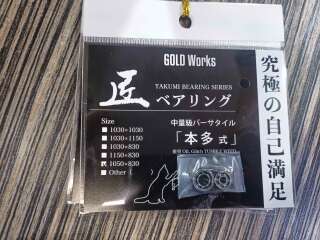 GOLD Works
匠
TAKUMI BEARING SERIES
ベアリング
究極の自己満足
Size
1030×1030
1030×1150
1030×830
1150×830
1050×830
Other (
中量級バーサタイル
「本多式」